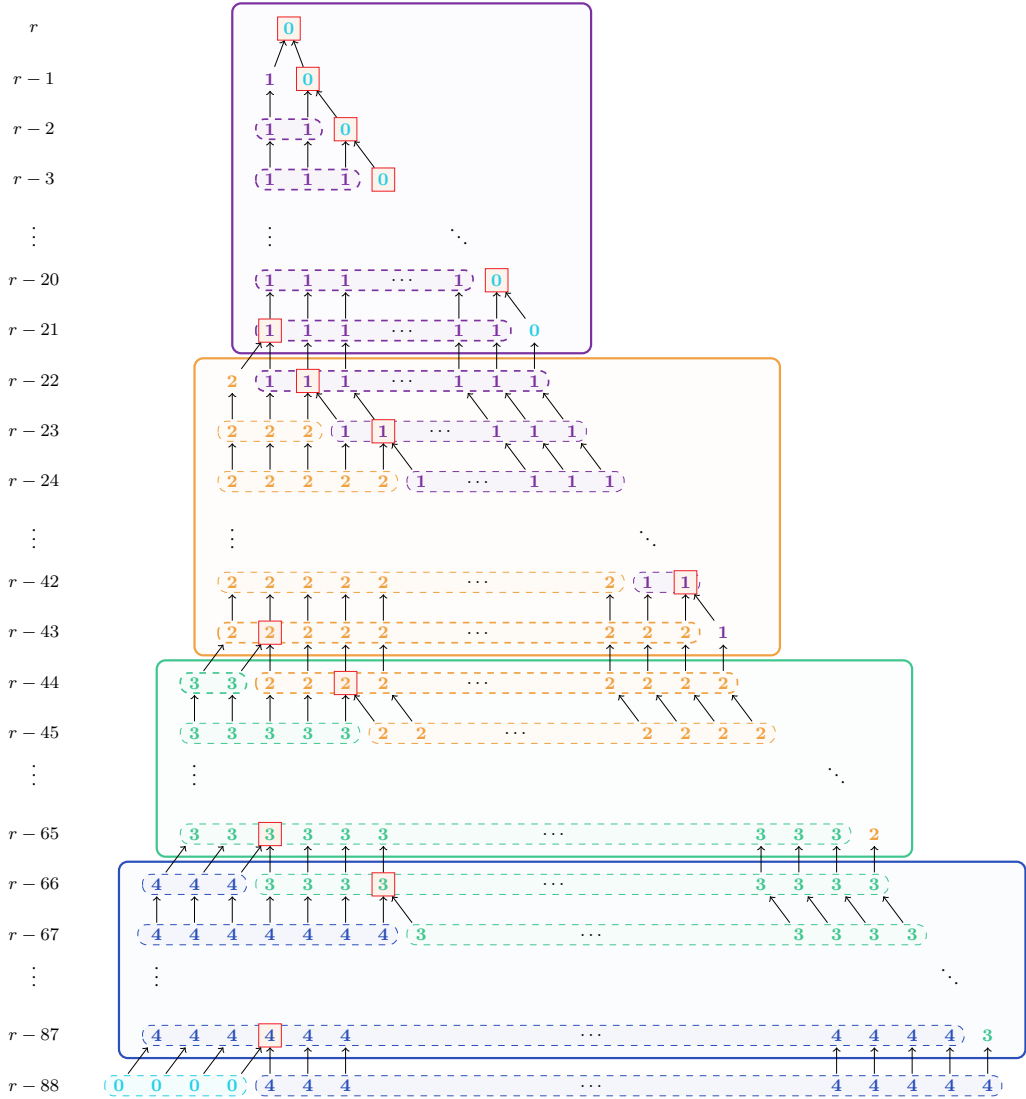 r 0
r − 1 1 0
r − 2 1 1 0
r − 3 1 1 1 0
⋮ ⋮ ⋱
r − 20 1 1 1 ⋯ 1 0
r − 21 1 1 1 ⋯ 1 1 0
r − 22 2 1 1 1 ⋯ 1 1 1
r − 23 2 2 2 1 1 ⋯ 1 1 1
r − 24 2 2 2 2 2 1 ⋯ 1 1 1
⋮ ⋮ ⋱
r − 42 2 2 2 2 2 ⋯ 2 1 1
r − 43 2 2 2 2 2 ⋯ 2 2 2 1
r − 44 3 3 2 2 2 2 ⋯ 2 2 2 2
r − 45 3 3 3 3 3 2 2 ⋯ 2 2 2 2
⋮ ⋮ ⋱
r − 65 3 3 3 3 3 3 ⋯ 3 3 3 2
r − 66 4 4 4 3 3 3 3 ⋯ 3 3 3 3
r − 67 4 4 4 4 4 4 4 3 ⋯ 3 3 3 3
⋮ ⋮ ⋱
r − 87 4 4 4 4 4 4 ⋯ 4 4 4 4 3
r − 88 0 0 0 0 4 4 4 ⋯ 4 4 4 4 4